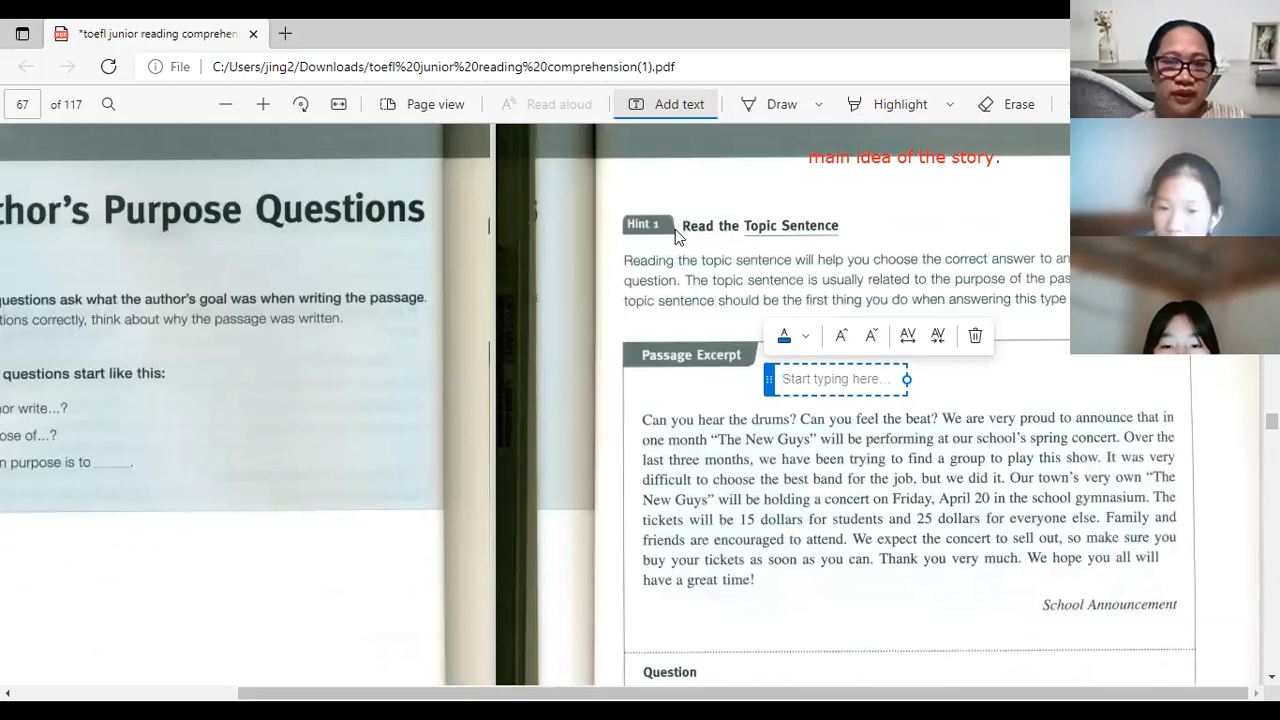 *toefl junior reading comprehen
File
C:/Users/jing2/Downloads/toefl%20junior%20reading%20comprehension(1).pdf
67
of 117
Page view
Read aloud
Add text
Draw
Highlight
Erase
main idea of the story.
thor's Purpose Questions
questions ask what the author's goal was when writing the passage.
tions correctly, think about why the passage was written.
questions start like this:
or write...?
ose of...?
n purpose is to _____.
Hint 1
Read the Topic Sentence
Reading the topic sentence will help you choose the correct answer to an
question. The topic sentence is usually related to the purpose of the pas
topic sentence should be the first thing you do when answering this type
Passage Excerpt
Start typing here...
Can you hear the drums? Can you feel the beat? We are very proud to announce that in
one month "The New Guys" will be performing at our school's spring concert. Over the
last three months, we have been trying to find a group to play this show. It was very
difficult to choose the best band for the job, but we did it. Our town's very own "The
New Guys" will be holding a concert on Friday, April 20 in the school gymnasium. The
tickets will be 15 dollars for students and 25 dollars for everyone else. Family and
friends are encouraged to attend. We expect the concert to sell out, so make sure you
buy your tickets as soon as you can. Thank you very much. We hope you all will
have a great time!
School Announcement
Question